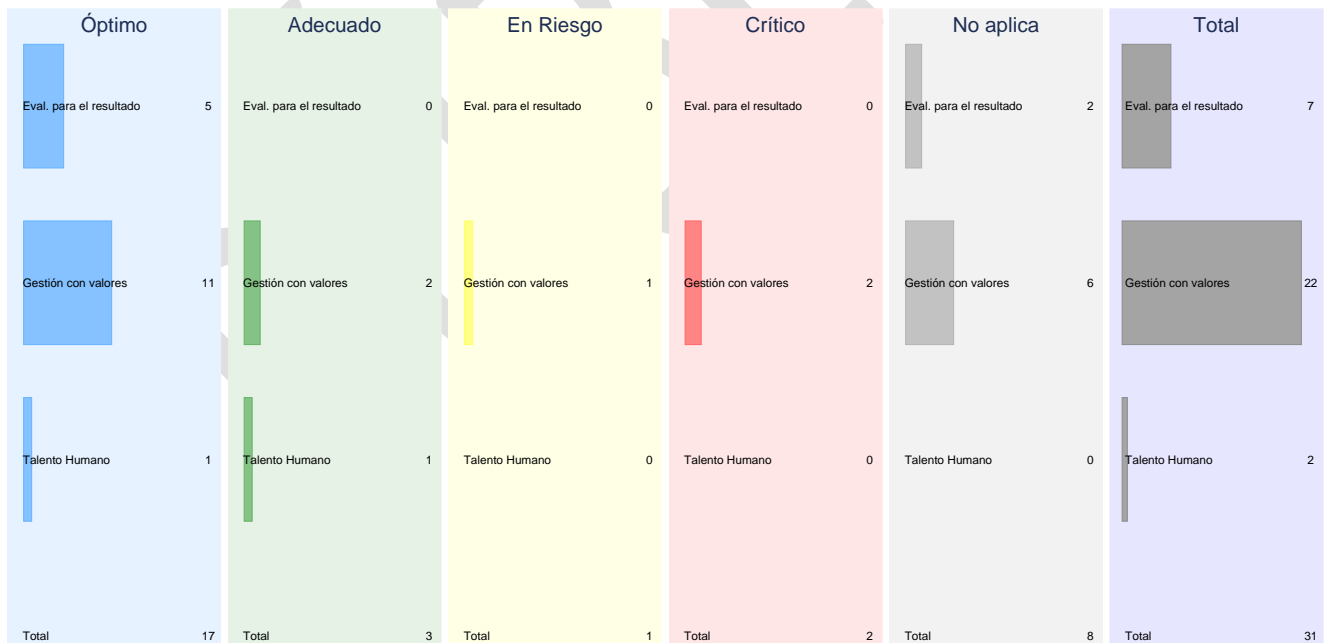 Óptimo Adecuado En Riesgo Crítico No aplica Total
Eval. para el resultado 5 Eval. para el resultado 0 Eval. para el resultado 0 Eval. para el resultado 0 Eval. para el resultado 2 Eval. para el resultado 7
Gestión con valores 11 Gestión con valores 2 Gestión con valores 1 Gestión con valores 2 Gestión con valores 6 Gestión con valores 22
Talento Humano 1 Talento Humano 1 Talento Humano 0 Talento Humano 0 Talento Humano 0 Talento Humano 2
Total 17 Total 3 Total 1 Total 2 Total 8 Total 31